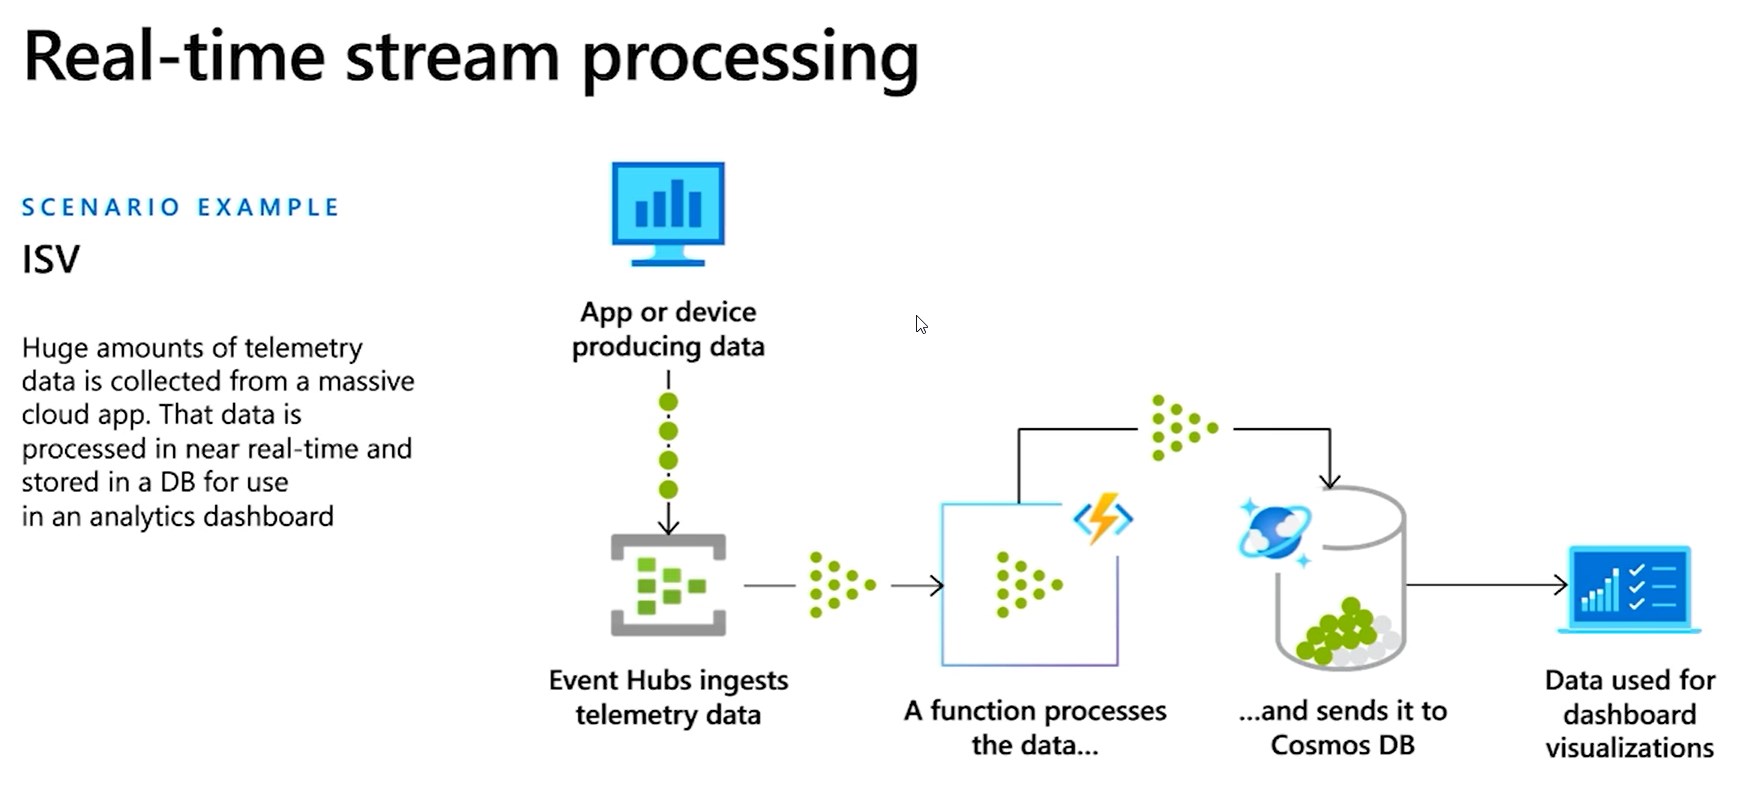 Real-time stream processing
SCENARIO EXAMPLE
ISV
Huge amounts of telemetry
data is collected from a massive
cloud app. That data is
processed in near real-time and
stored in a DB for use
in an analytics dashboard
App or device
producing data
Event Hubs ingests
telemetry data
A function processes
the data...
...and sends it to
Cosmos DB
Data used for
dashboard
visualizations